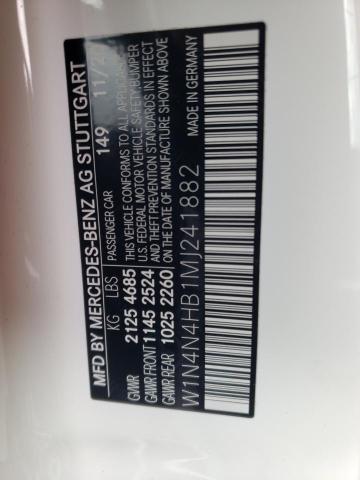 MFD BY MERCEDES-BENZ AG STUTTGART
149 11/20
KG LBS PASSENGER CAR
GVWR 2125 4685 THIS VEHICLE CONFORMS TO ALL APPLICABLE
GAWR FRONT 1145 2524 U.S. FEDERAL MOTOR VEHICLE SAFETY BUMPER
AND THEFT PREVENTION STANDARDS IN EFFECT
GAWR REAR 1025 2260 ON THE DATE OF MANUFACTURE SHOWN ABOVE
W1N4N4HB1MJ241882 MADE IN GERMANY